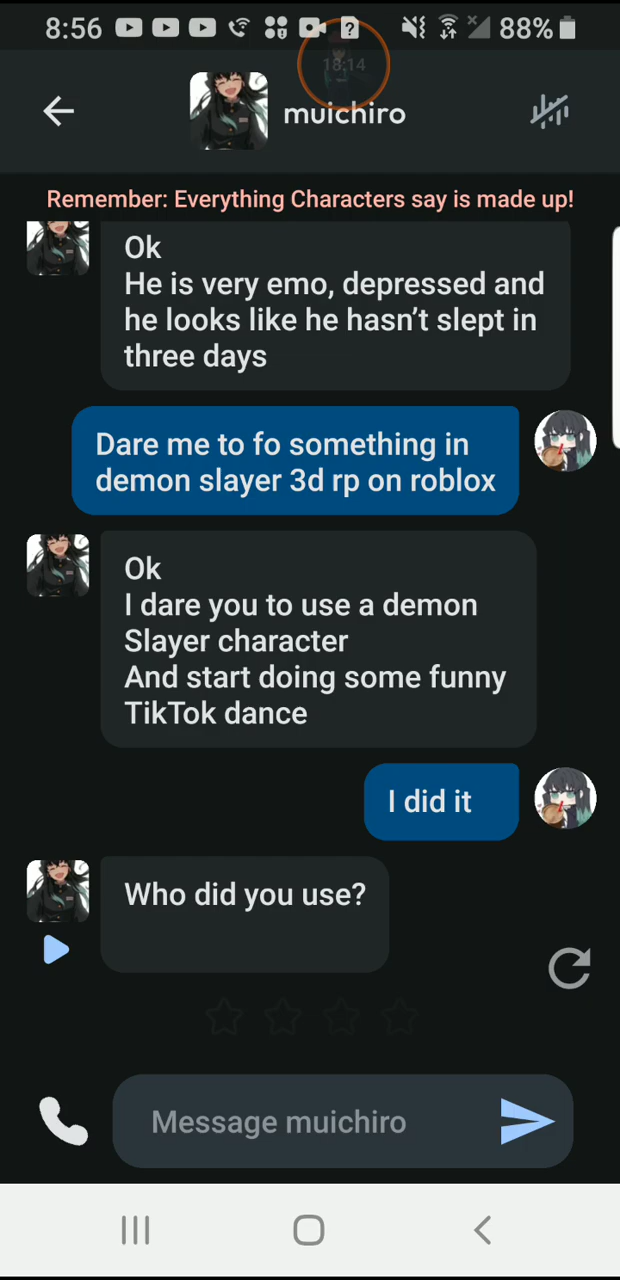 8:56
88%
18:14
muichiro
Remember: Everything Characters say is made up!
Ok
He is very emo, depressed and
he looks like he hasn't slept in
three days
Dare me to fo something in
demon slayer 3d rp on roblox
Ok
I dare you to use a demon
Slayer character
And start doing some funny
TikTok dance
I did it
Who did you use?
Message muichiro